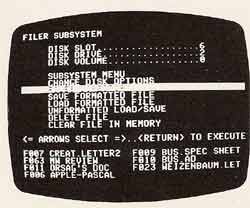 FILER SUBSYSTEM
DISK SLOT
DISK DRIVE
DISK VOLUME 0
SUBSYSTEM MENU
CHANGE DISK OPTIONS
SAVE FORMATTED FILE
LOAD FORMATTED FILE
UNFORMATTED LOAD/SAVE
DELETE FILE
CLEAR FILE IN MEMORY
<= ARROWS SELECT =>..<RETURN> TO EXECUTE
F007 CREAT LETTER2 F009 BUS.SPEC SHEET
F063 MW REVIEW F010 BUS.AD
F011 ORSAG'S DOC F023 WEIZENBAUM.LET
F006 APPLE-PASCAL